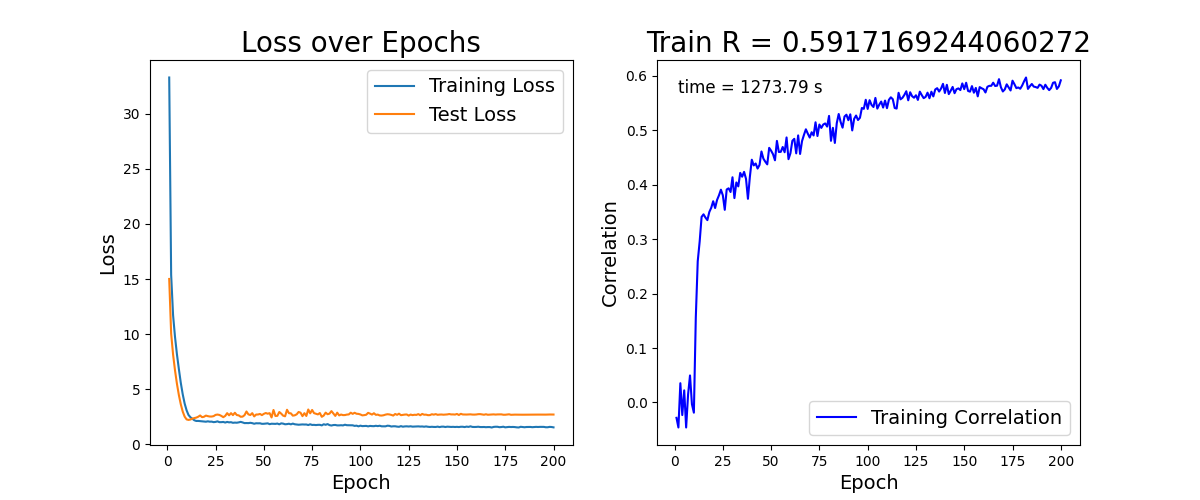 Loss over Epochs
Training Loss
Test Loss
30
25
20
15
10
5
0
Loss
0 25 50 75 100 125 150 175 200
Epoch
Train R = 0.5917169244060272
time = 1273.79 s
0.6
0.5
0.4
0.3
0.2
0.1
0.0
Correlation
Training Correlation
0 25 50 75 100 125 150 175 200
Epoch